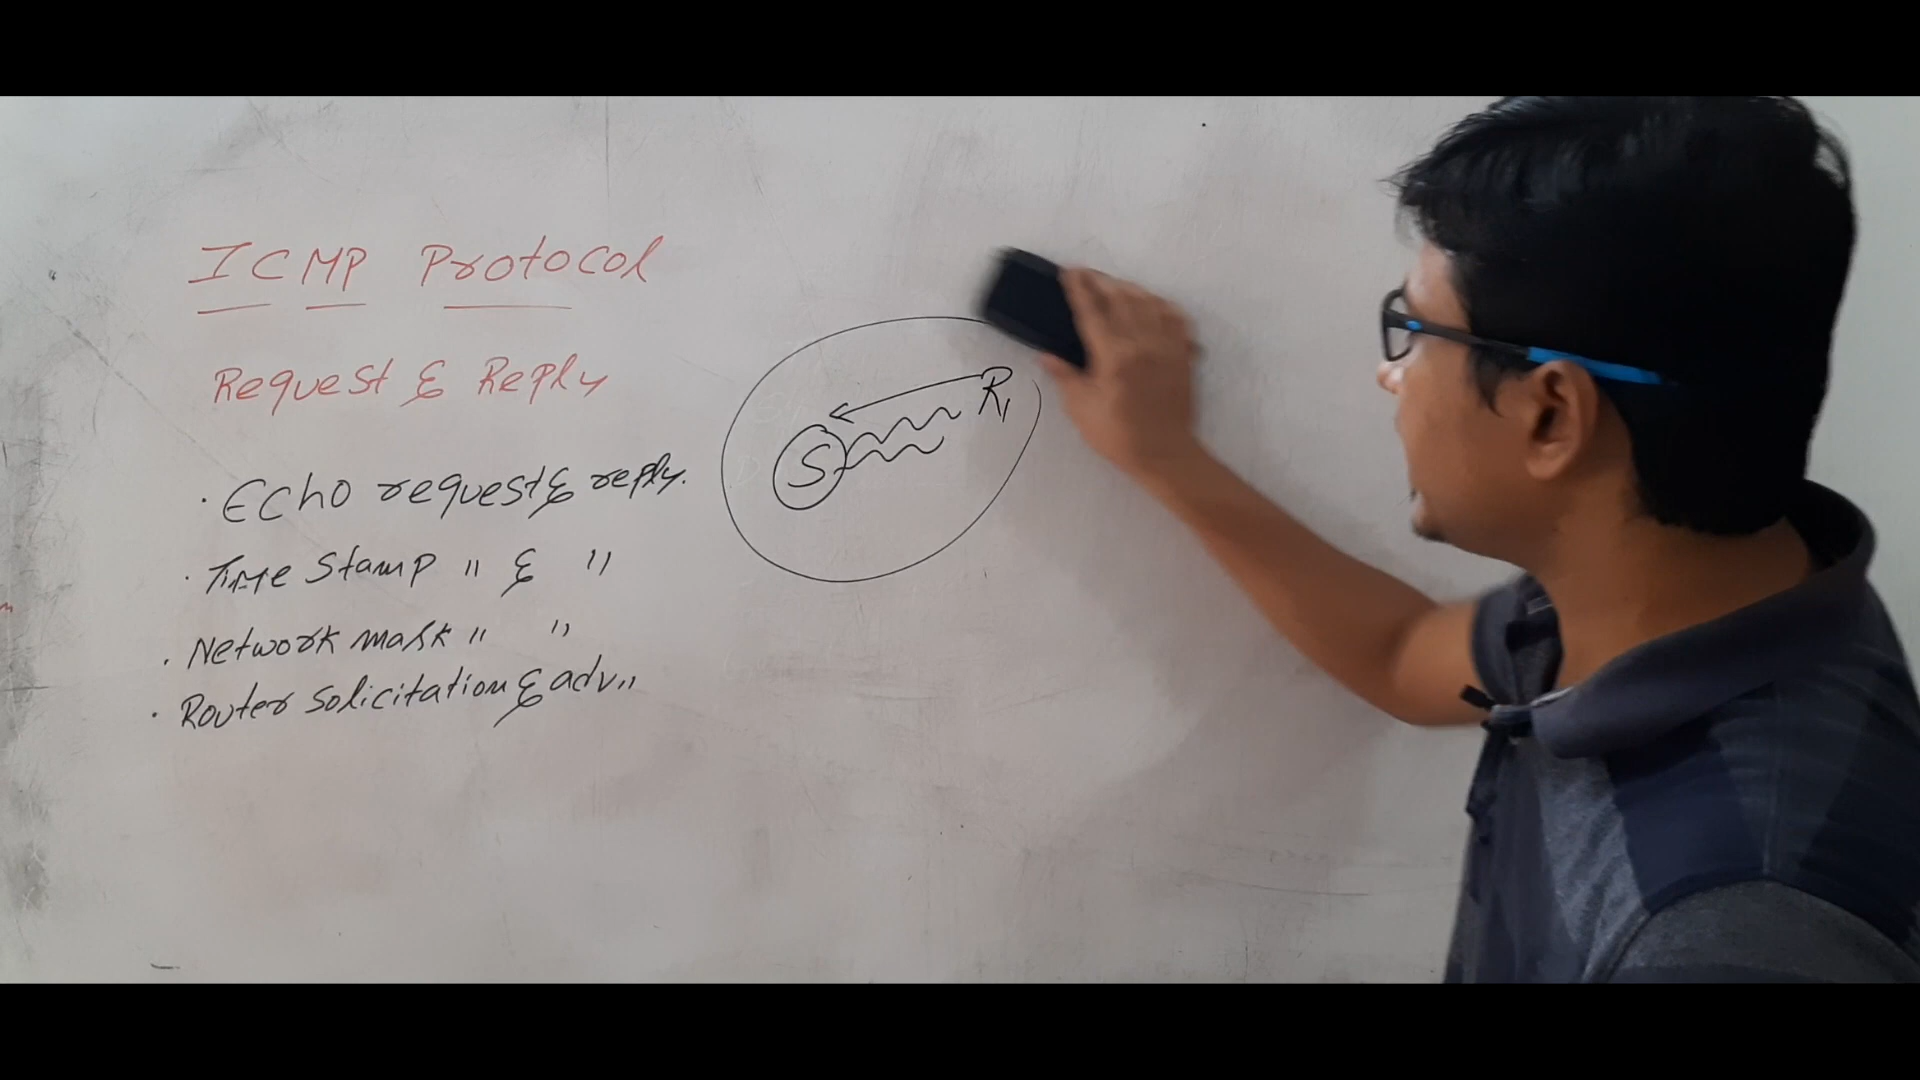 ICMP Protocol
Request & Reply
. Echo request & reply.
. Time Stamp " & "
. Network mask " "
. Router Solicitation & adv"
S
R1